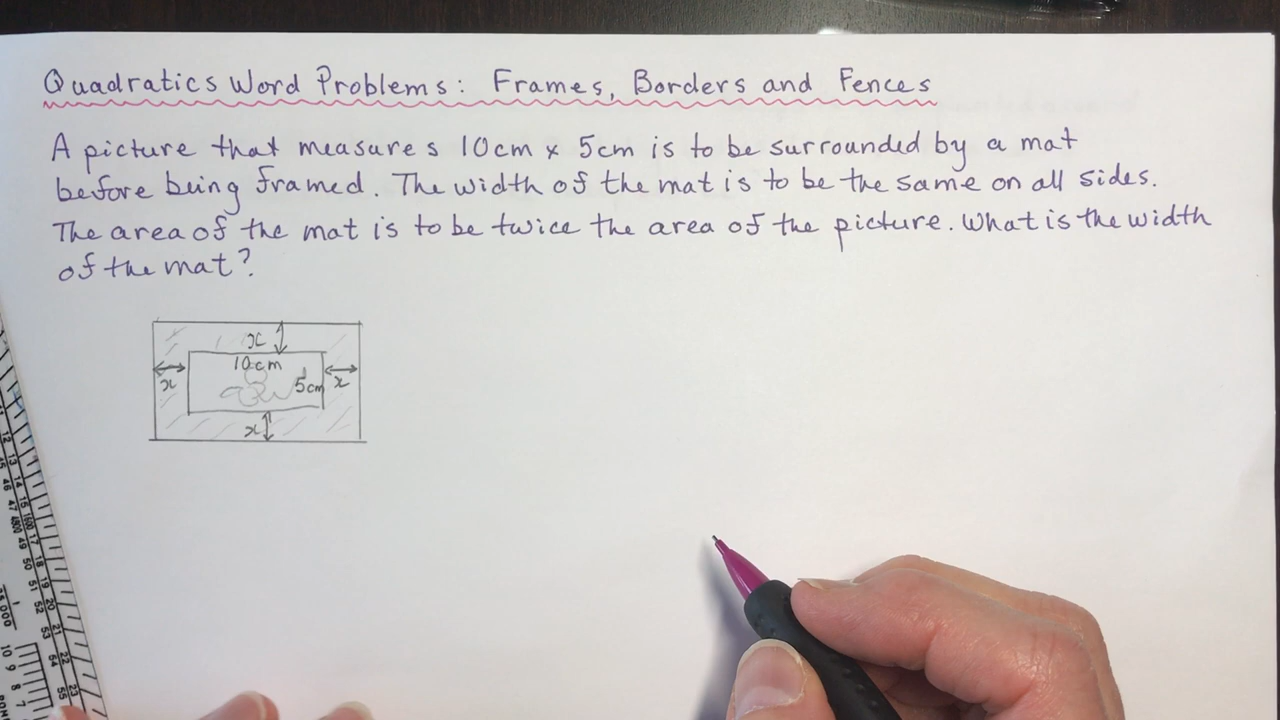 Quadratics Word Problems: Frames, Borders and Fences
A picture that measures 10cm x 5cm is to be surrounded by a mat
before being framed. The width of the mat is to be the same on all sides.
The area of the mat is to be twice the area of the picture. What is the width
of the mat?
x
10cm
x
5cm
x
x